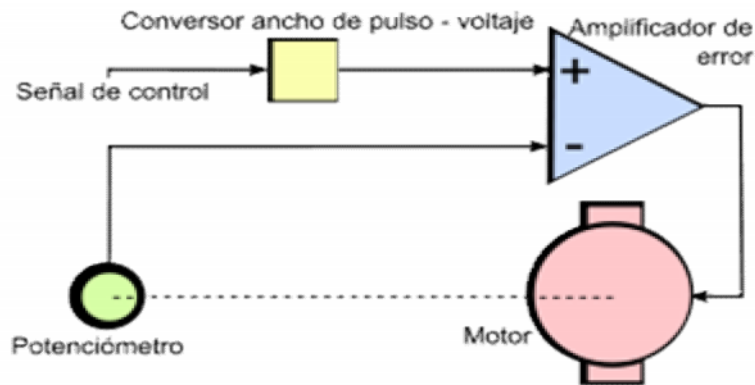 Conversor ancho de pulso - voltaje
Amplificador de
error
Señal de control
+
-
Potenciómetro
Motor